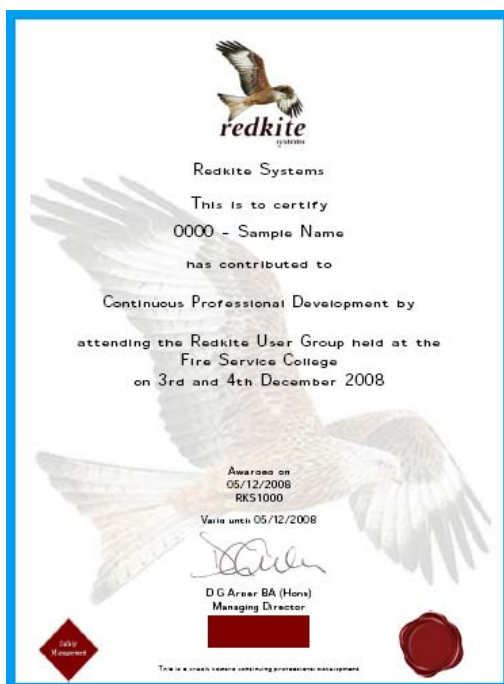 redkite
systems
Redkite Systems
This is to certify
0000 - Sample Name
has contributed to
Continuous Professional Development by
attending the Redkite User Group held at the
Fire Service College
on 3rd and 4th December 2008
Awarded on
05/12/2008
RKS1000
Valid until 05/12/2008
D G Arber BA (Hons)
Managing Director
Safety
Management
This is a credit towards continuing professional development